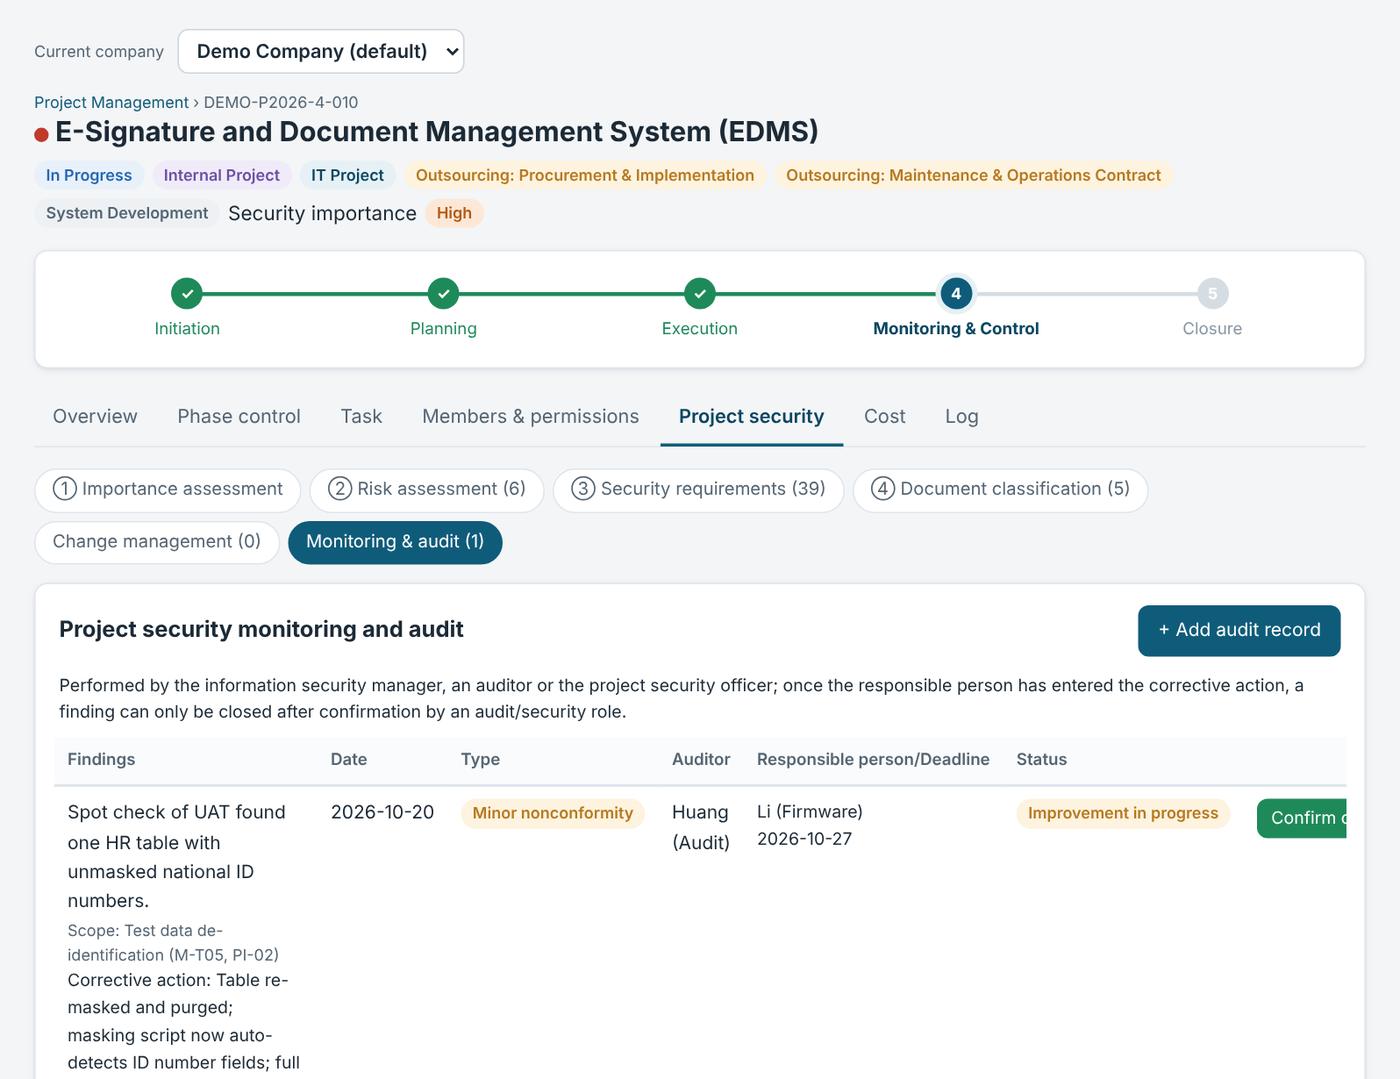 Current company
Demo Company (default)
Project Management › DEMO-P2026-4-010
E-Signature and Document Management System (EDMS)
In Progress Internal Project IT Project Outsourcing: Procurement & Implementation Outsourcing: Maintenance & Operations Contract
System Development Security importance High
4 5
Initiation Planning Execution Monitoring & Control Closure
Overview Phase control Task Members & permissions Project security Cost Log
① Importance assessment ② Risk assessment (6) ③ Security requirements (39) ④ Document classification (5)
Change management (0) Monitoring & audit (1)
Project security monitoring and audit
+ Add audit record
Performed by the information security manager, an auditor or the project security officer; once the responsible person has entered the corrective action, a
finding can only be closed after confirmation by an audit/security role.
Findings Date Type Auditor Responsible person/Deadline Status
Spot check of UAT found
one HR table with
unmasked national ID
numbers.
Scope: Test data de-
identification (M-T05, PI-02)
Corrective action: Table re-
masked and purged;
masking script now auto-
detects ID number fields; full
2026-10-20
Minor nonconformity
Huang
(Audit)
Li (Firmware)
2026-10-27
Improvement in progress
Confirm